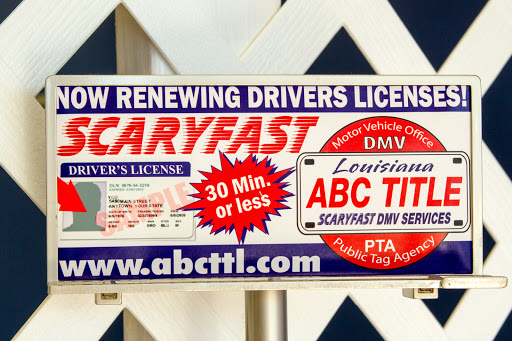 NOW RENEWING DRIVERS LICENSES!
SCARYFAST
DRIVER'S LICENSE
SAMPLE
30 Min.
or less
Motor Vehicle Office
DMV
Louisiana
ABC TITLE
SCARYFAST DMV SERVICES
PTA
Public Tag Agency
www.abcttl.com